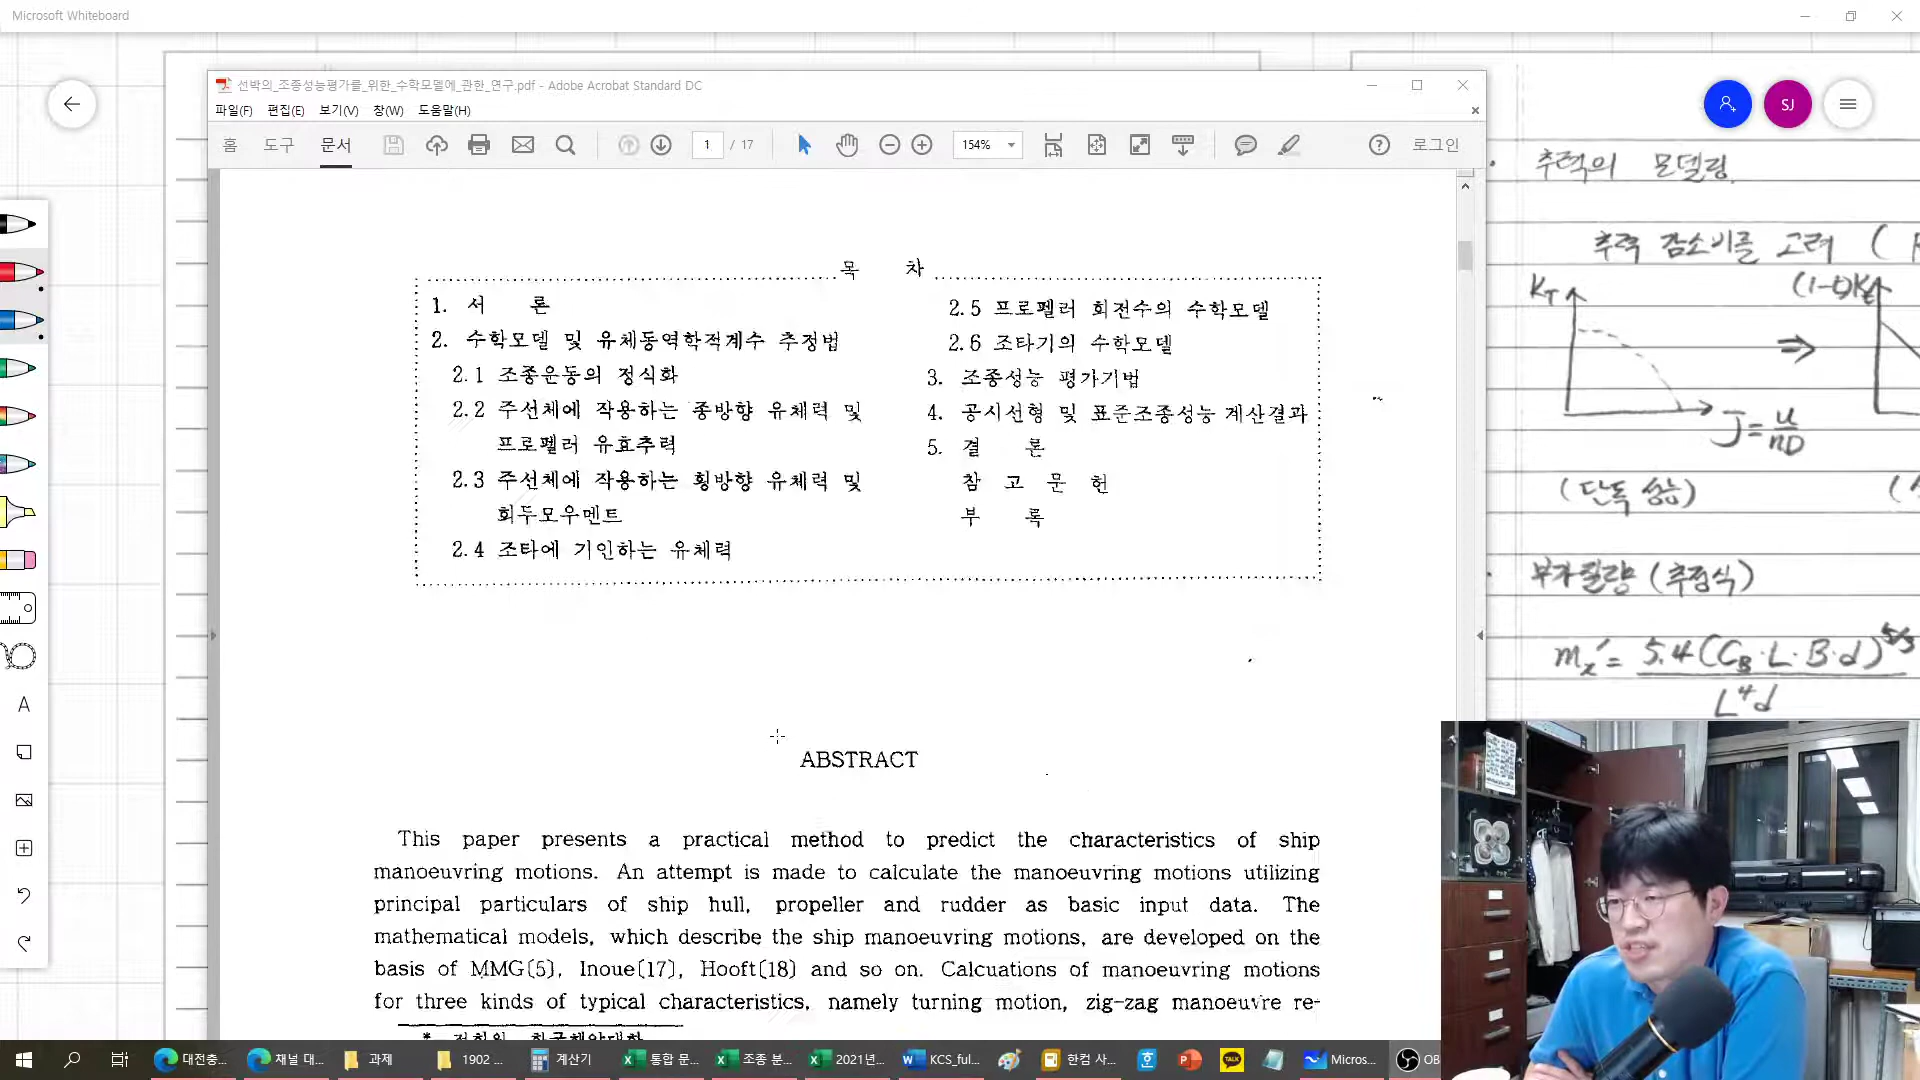 Microsoft Whiteboard
선박의_조종성능평가를_위한_수학모델에_관한_연구.pdf - Adobe Acrobat Standard DC
파일(F) 편집(E) 보기(V) 창(W) 도움말(H)
홈 도구 문서 1 / 17 154% 로그인
SJ
목 차
1. 서 론
2. 수학모델 및 유체동역학적계수 추정법
2.1 조종운동의 정식화
2.2 주선체에 작용하는 종방향 유체력 및
프로펠러 유효추력
2.3 주선체에 작용하는 횡방향 유체력 및
회두모우멘트
2.4 조타에 기인하는 유체력
2.5 프로펠러 회전수의 수학모델
2.6 조타기의 수학모델
3. 조종성능 평가기법
4. 공시선형 및 표준조종성능 계산결과
5. 결 론
참 고 문 헌
부 록
ABSTRACT
This paper presents a practical method to predict the characteristics of ship
manoeuvring motions. An attempt is made to calculate the manoeuvring motions utilizing
principal particulars of ship hull, propeller and rudder as basic input data. The
mathematical models, which describe the ship manoeuvring motions, are developed on the
basis of MMG(5), Inoue(17), Hooft(18) and so on. Calcuations of manoeuvring motions
for three kinds of typical characteristics, namely turning motion, zig-zag manoeuvre re-
추력의 모델링
추력 감소비를 고려 (
K_T (1-t)K_t
J = u/nD
(단독 성능) (
부가질량 (추정식)
m_x' = 5.4(C_B·L·B·d)^5/3 / L^4 d
대전충... 채널 대... 과제 1902 ... 계산기 통합 문... 조종 분... 2021년... KCS_ful... 한컴 사... TALK Micros... OB